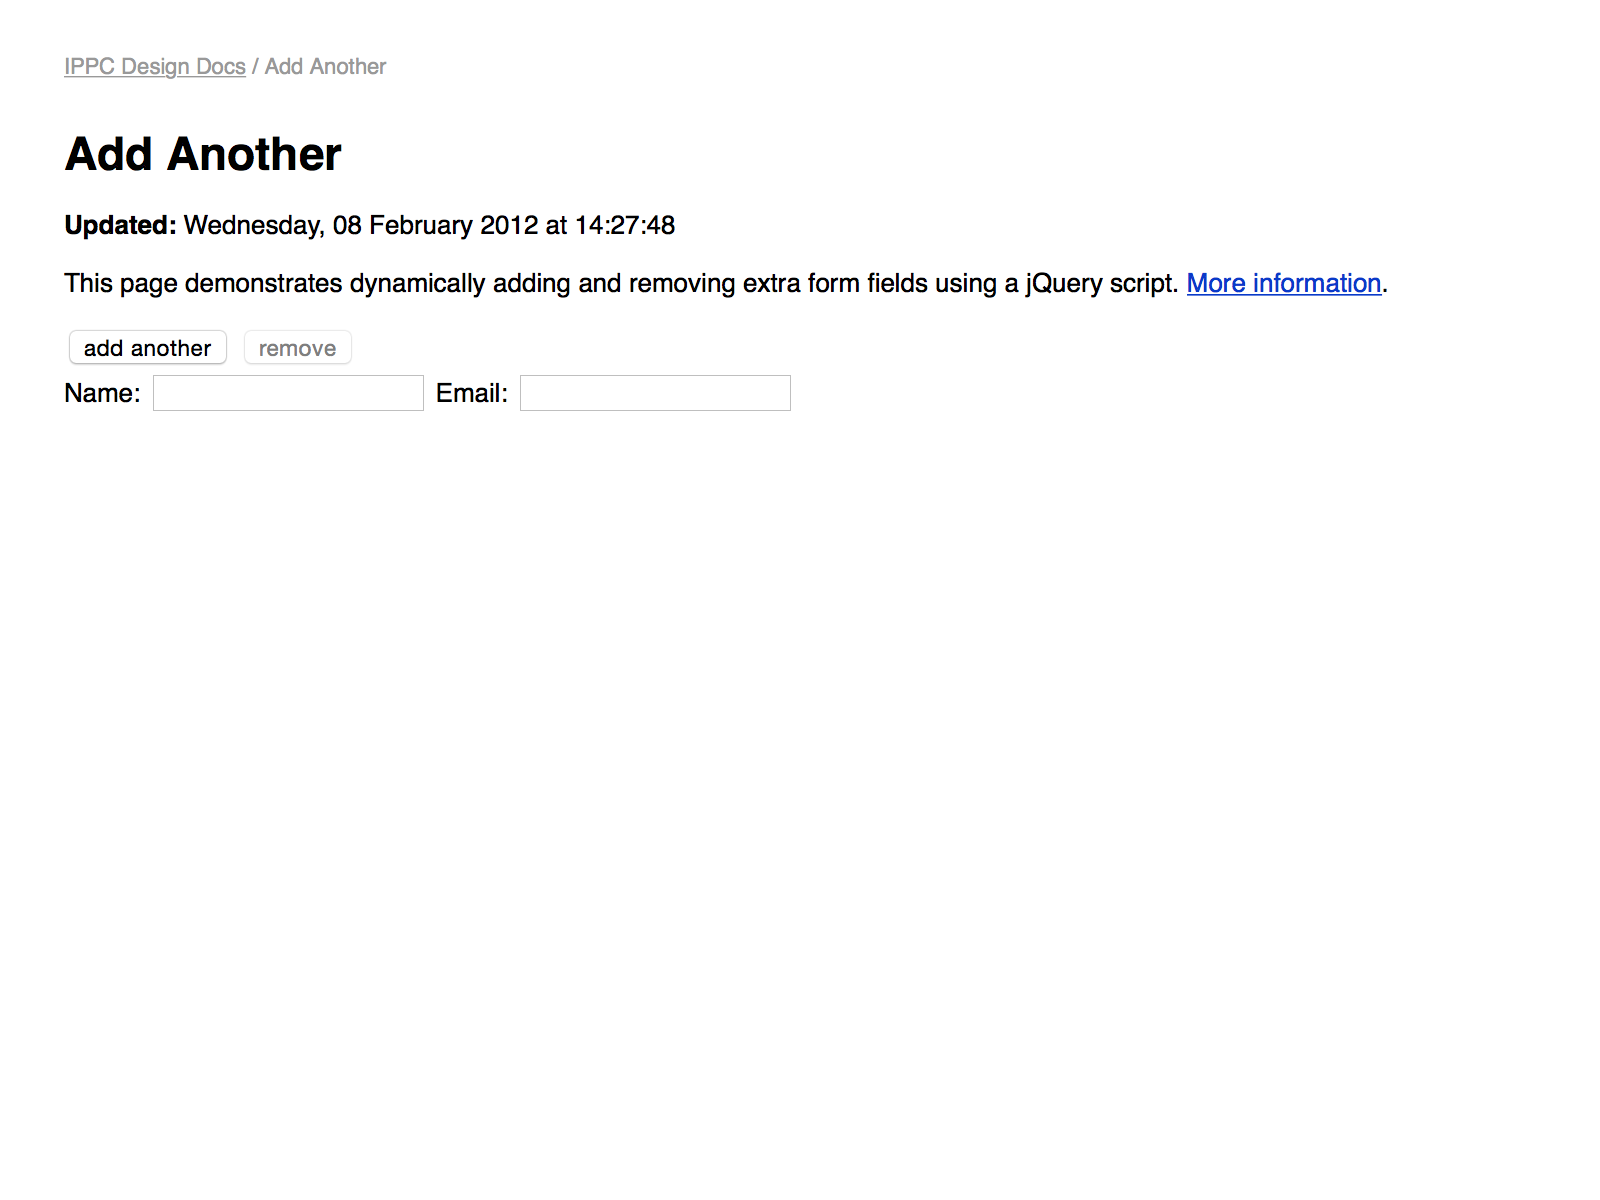 IPPC Design Docs / Add Another
Add Another
Updated: Wednesday, 08 February 2012 at 14:27:48
This page demonstrates dynamically adding and removing extra form fields using a jQuery script. More information.
add another remove
Name: Email: